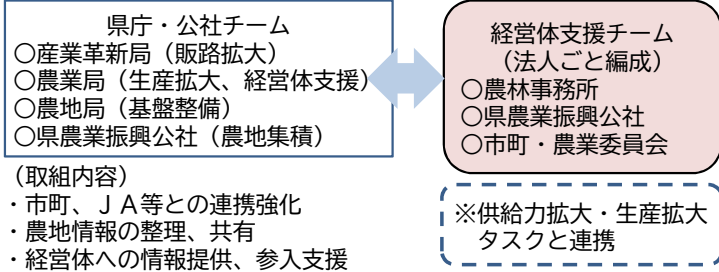 県庁・公社チーム
○産業革新局（販路拡大）
○農業局（生産拡大、経営体支援）
○農地局（基盤整備）
○県農業振興公社（農地集積）
（取組内容）
・市町、ＪＡ等との連携強化
・農地情報の整理、共有
・経営体への情報提供、参入支援
経営体支援チーム
（法人ごと編成）
○農林事務所
○県農業振興公社
○市町・農業委員会
※供給力拡大・生産拡大
タスクと連携